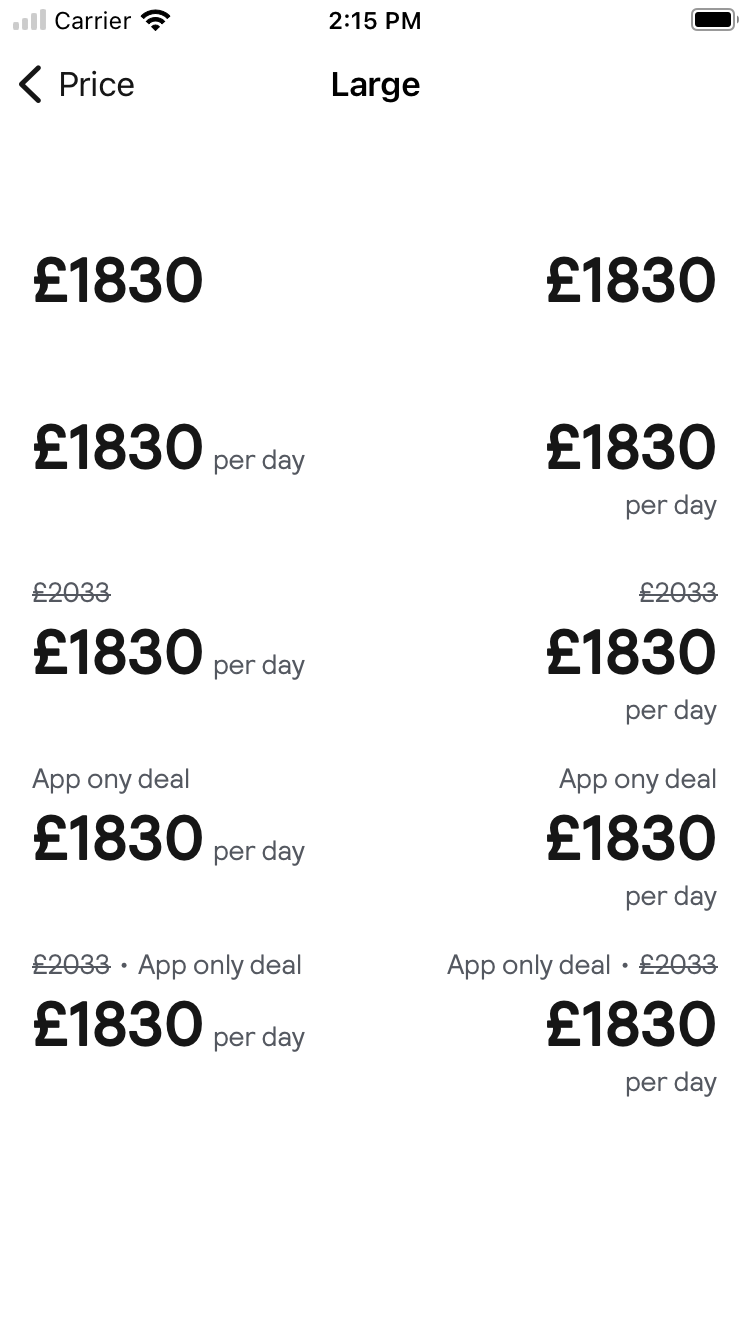 Carrier 2:15 PM
Price Large
£1830 £1830
£1830 per day £1830
per day
£2033 £2033
£1830 per day £1830
per day
App ony deal App ony deal
£1830 per day £1830
per day
£2033 • App only deal App only deal • £2033
£1830 per day £1830
per day